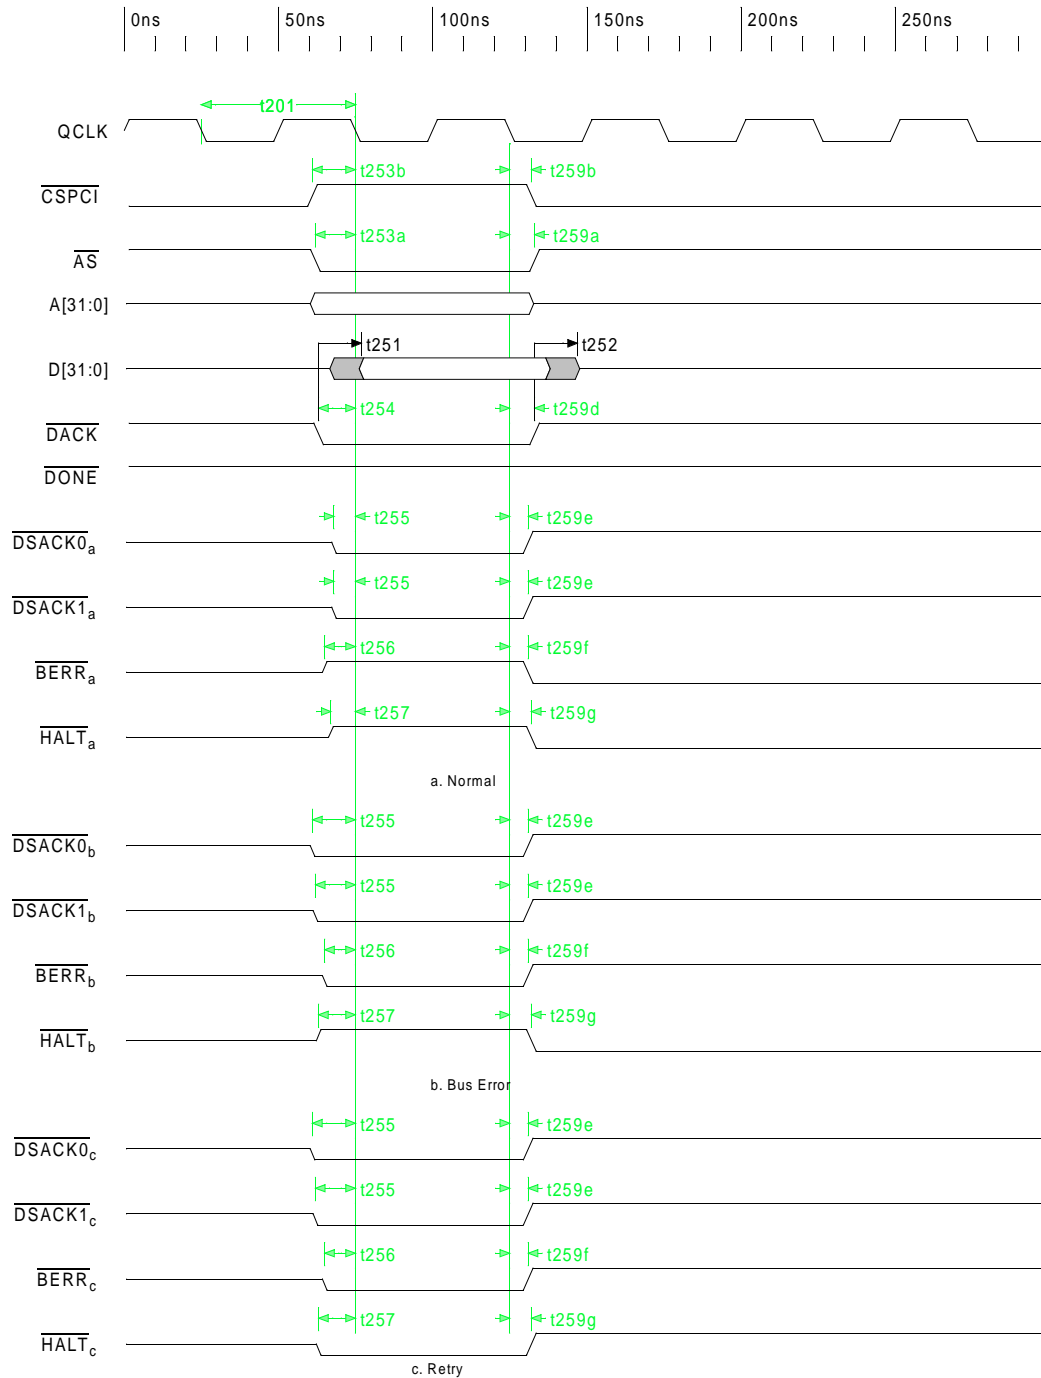 0ns 50ns 100ns 150ns 200ns 250ns
t201
QCLK
t253b t259b
CSPCI
t253a t259a
AS
A[31:0]
t251 t252
D[31:0]
t254 t259d
DACK
DONE
t255 t259e
DSACK0a
t255 t259e
DSACK1a
t256 t259f
BERRa
t257 t259g
HALTa
a. Normal
t255 t259e
DSACK0b
t255 t259e
DSACK1b
t256 t259f
BERRb
t257 t259g
HALTb
b. Bus Error
t255 t259e
DSACK0c
t255 t259e
DSACK1c
t256 t259f
BERRc
t257 t259g
HALTc
c. Retry